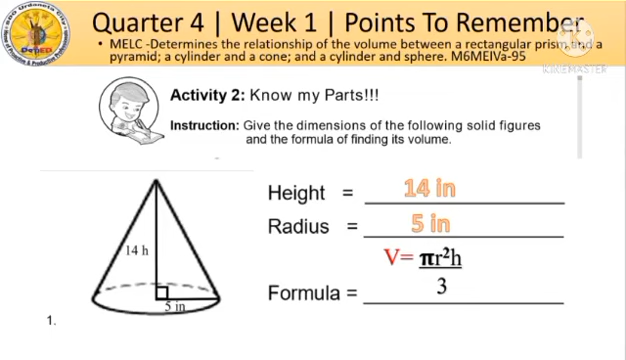 Quarter 4 | Week 1 | Points To Remember
• MELC -Determines the relationship of the volume between a rectangular prism and a
pyramid; a cylinder and a cone; and a cylinder and sphere. M6MEIVa-95
KINEMASTER
DepED
Activity 2: Know my Parts!!!
Instruction: Give the dimensions of the following solid figures
and the formula of finding its volume.
14 h
5 in
1.
Height = 14 in
Radius = 5 in
V= πr²h
Formula = 3